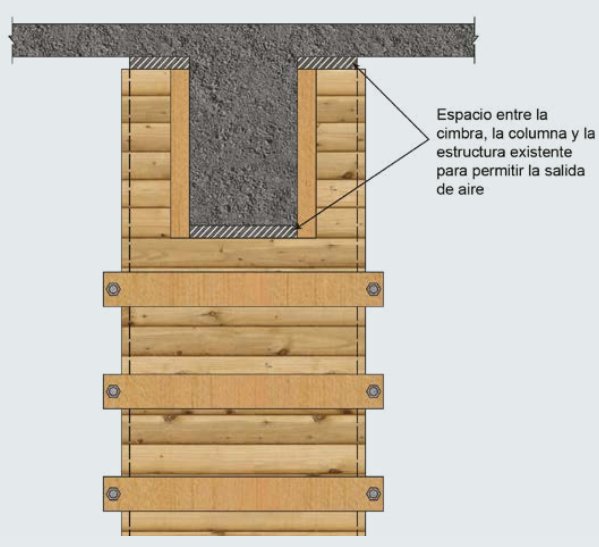 Espacio entre la
cimbra, la columna y la
estructura existente
para permitir la salida
de aire